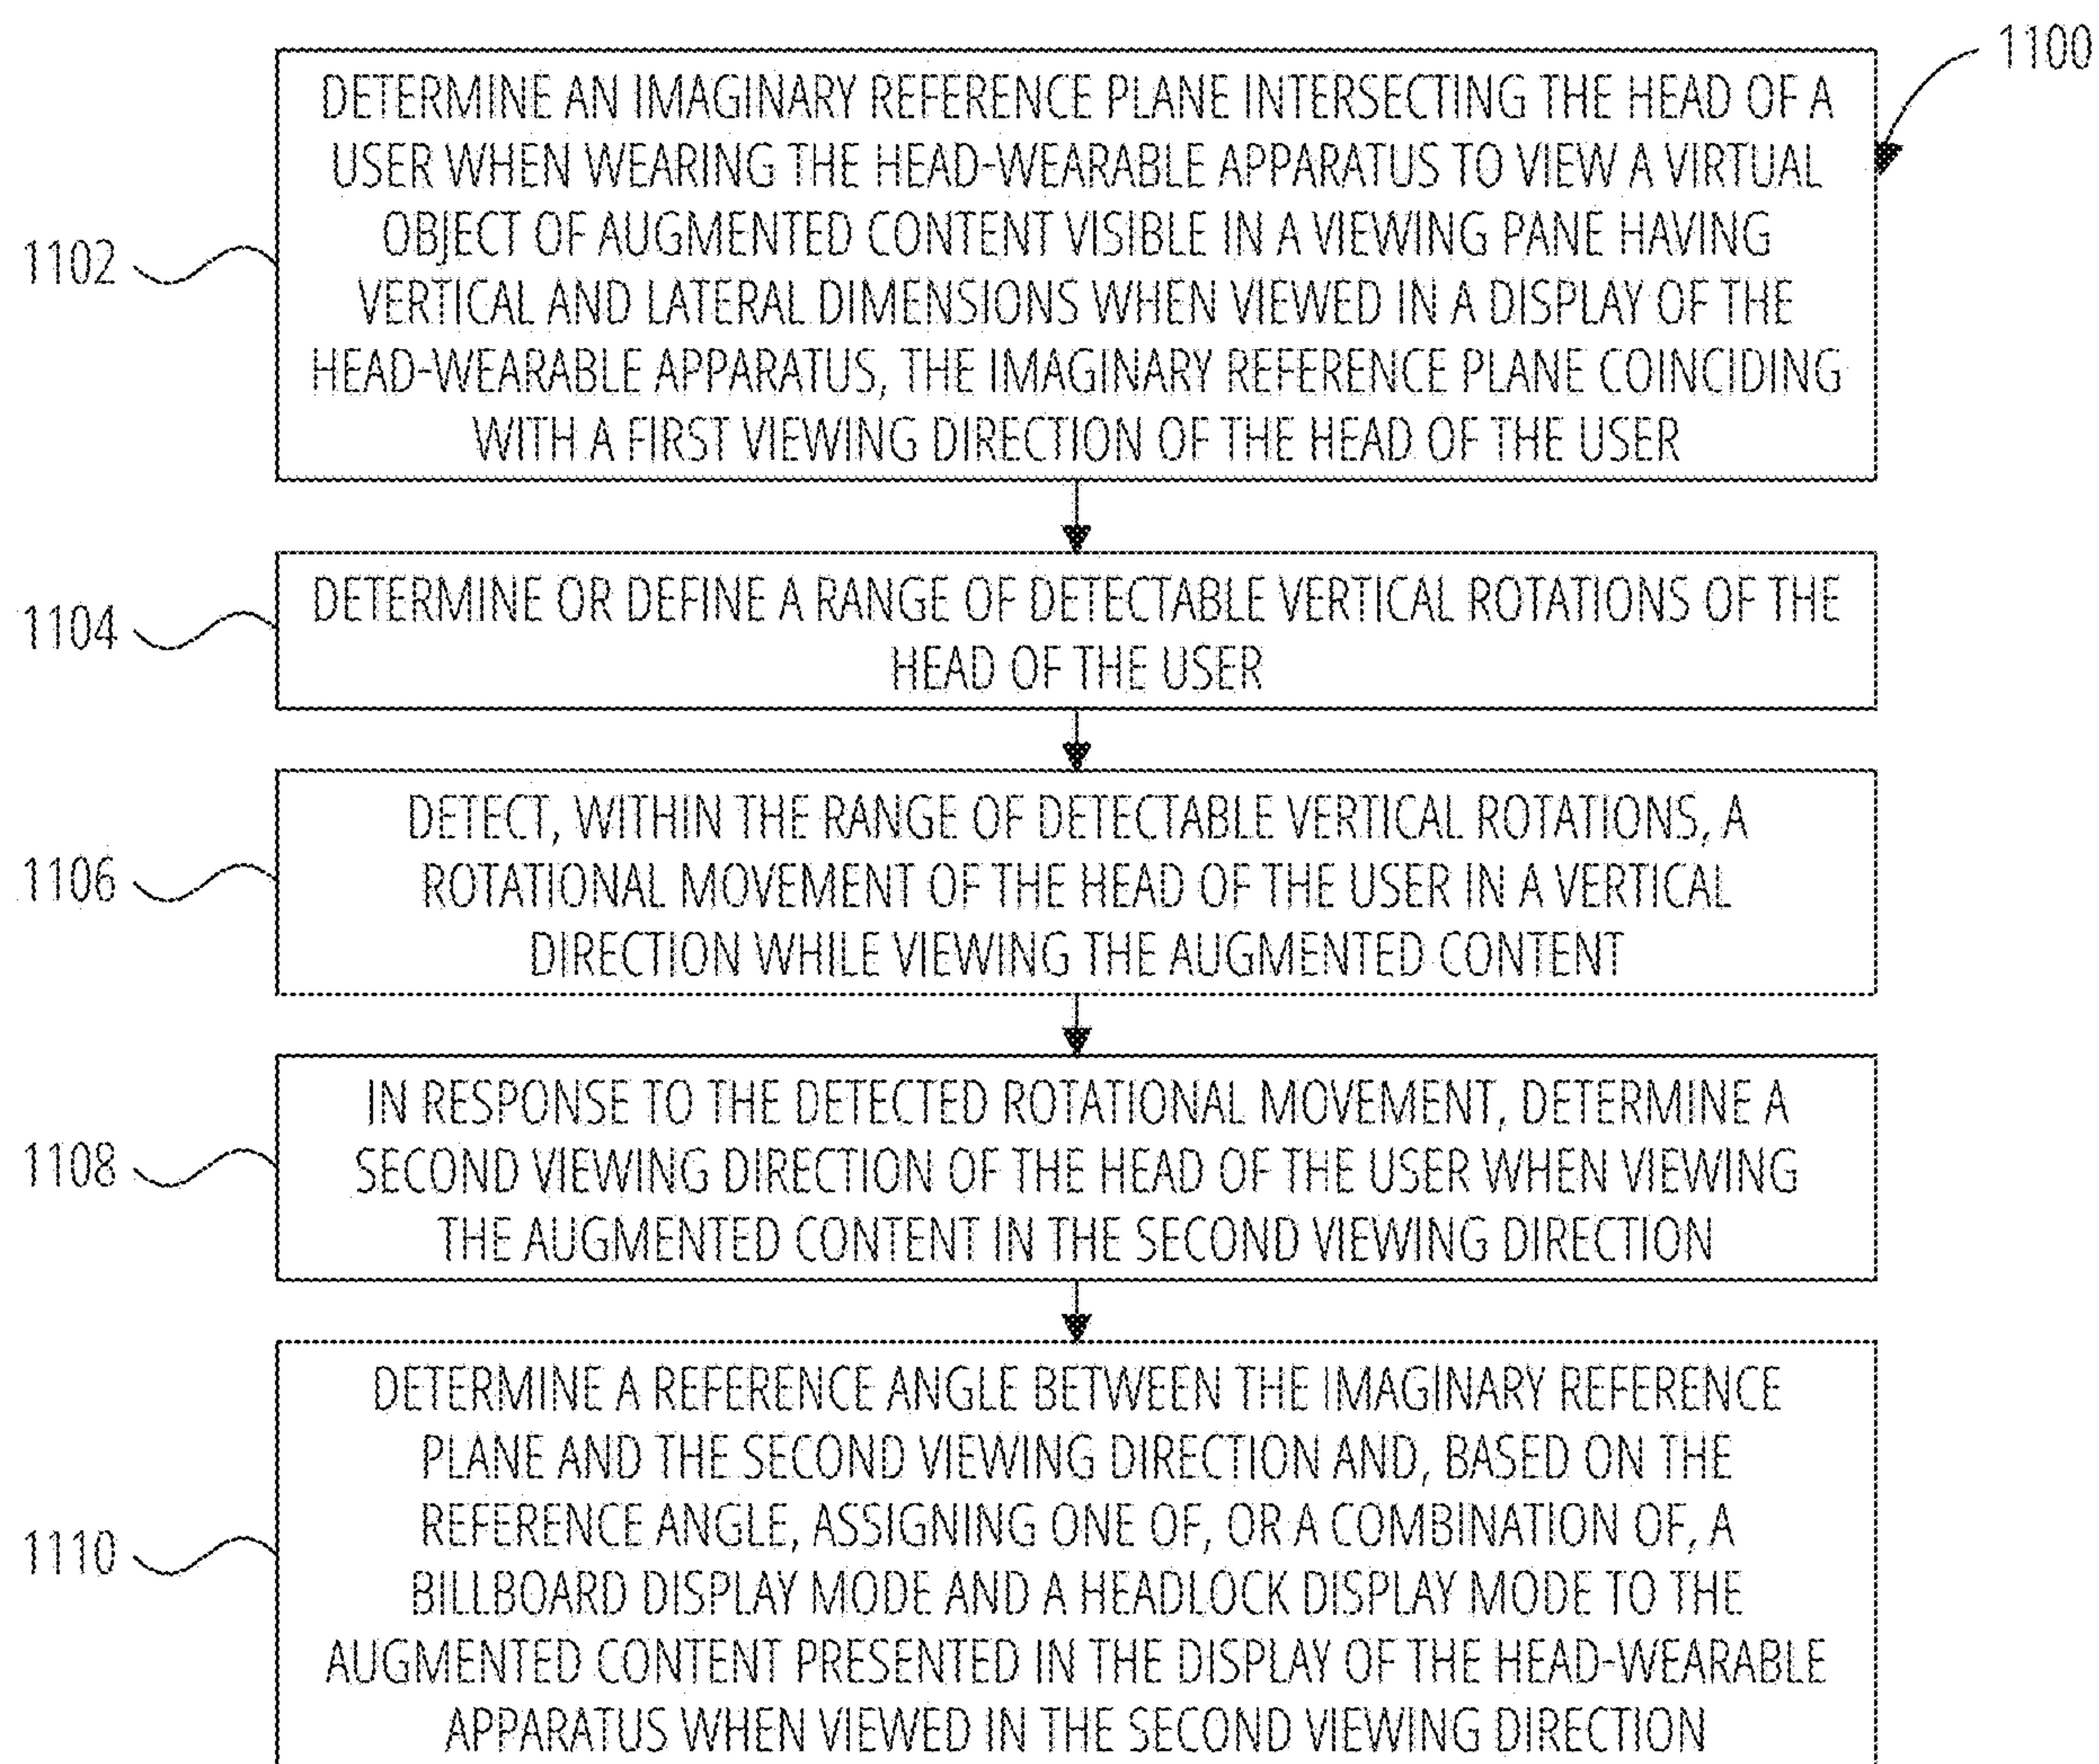 1100
DETERMINE AN IMAGINARY REFERENCE PLANE INTERSECTING THE HEAD OF A
USER WHEN WEARING THE HEAD-WEARABLE APPARATUS TO VIEW A VIRTUAL
OBJECT OF AUGMENTED CONTENT VISIBLE IN A VIEWING PANE HAVING
VERTICAL AND LATERAL DIMENSIONS WHEN VIEWED IN A DISPLAY OF THE
HEAD-WEARABLE APPARATUS, THE IMAGINARY REFERENCE PLANE COINCIDING
WITH A FIRST VIEWING DIRECTION OF THE HEAD OF THE USER
1102
DETERMINE OR DEFINE A RANGE OF DETECTABLE VERTICAL ROTATIONS OF THE
HEAD OF THE USER
1104
DETECT, WITHIN THE RANGE OF DETECTABLE VERTICAL ROTATIONS, A
ROTATIONAL MOVEMENT OF THE HEAD OF THE USER IN A VERTICAL
DIRECTION WHILE VIEWING THE AUGMENTED CONTENT
1106
IN RESPONSE TO THE DETECTED ROTATIONAL MOVEMENT, DETERMINE A
SECOND VIEWING DIRECTION OF THE HEAD OF THE USER WHEN VIEWING
THE AUGMENTED CONTENT IN THE SECOND VIEWING DIRECTION
1108
DETERMINE A REFERENCE ANGLE BETWEEN THE IMAGINARY REFERENCE
PLANE AND THE SECOND VIEWING DIRECTION AND, BASED ON THE
REFERENCE ANGLE, ASSIGNING ONE OF, OR A COMBINATION OF, A
BILLBOARD DISPLAY MODE AND A HEADLOCK DISPLAY MODE TO THE
AUGMENTED CONTENT PRESENTED IN THE DISPLAY OF THE HEAD-WEARABLE
APPARATUS WHEN VIEWED IN THE SECOND VIEWING DIRECTION
1110